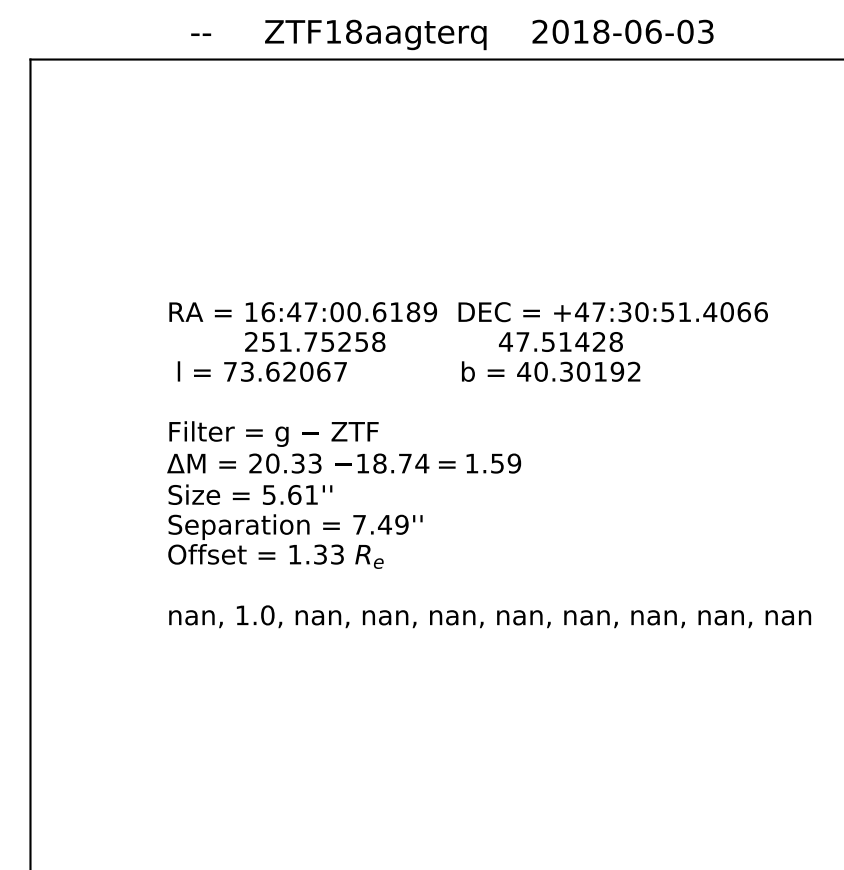 -- ZTF18aagterq 2018-06-03
RA = 16:47:00.6189 DEC = +47:30:51.4066
251.75258 47.51428
l = 73.62067 b = 40.30192
Filter = g − ZTF
ΔM = 20.33 −18.74 = 1.59
Size = 5.61''
Separation = 7.49''
Offset = 1.33 Rₑ
nan, 1.0, nan, nan, nan, nan, nan, nan, nan, nan